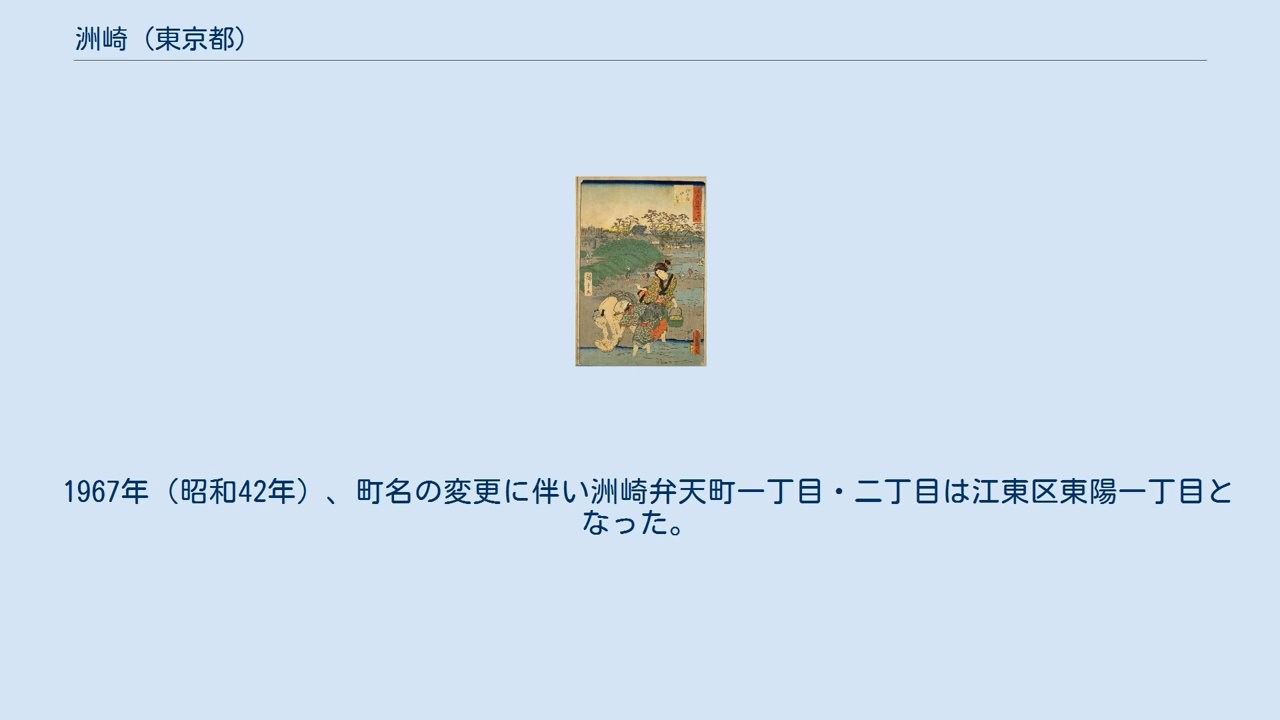 洲崎（東京都）
1967年（昭和42年）、町名の変更に伴い洲崎弁天町一丁目・二丁目は江東区東陽一丁目と
なった。